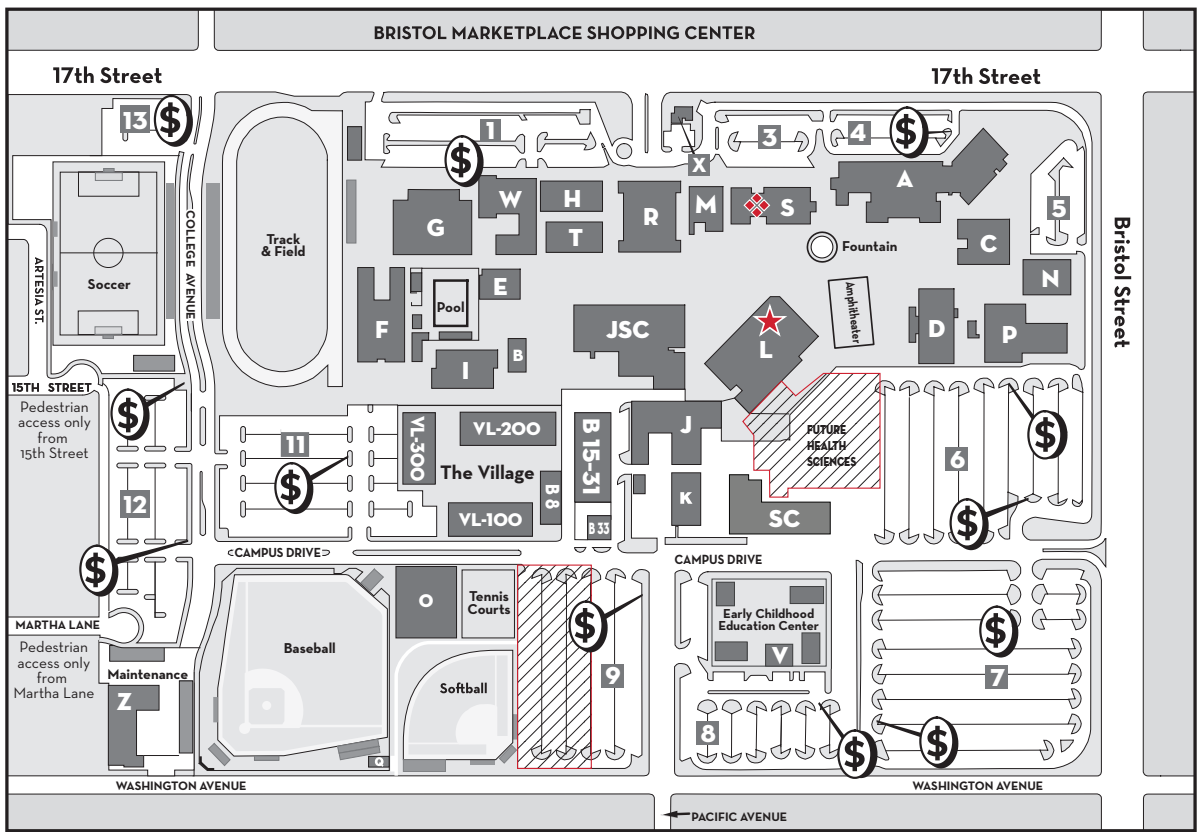 BRISTOL MARKETPLACE SHOPPING CENTER
17th Street
17th Street
13
$
1
$
3
4
$
X
A
5
W
H
G
T
R
M
S
C
N
Fountain
Amphitheater
Bristol Street
COLLEGE AVENUE
ARTESIA ST.
Soccer
Track
& Field
E
Pool
F
I
B
JSC
L
D
P
15TH STREET
Pedestrian
access only
from
15th Street
$
11
$
12
$
VL-300
VL-200
The Village
VL-100
B 8
B 15-31
B 33
J
K
SC
FUTURE
HEALTH
SCIENCES
6
$
$
CAMPUS DRIVE
CAMPUS DRIVE
MARTHA LANE
Pedestrian
access only
from
Martha Lane
Maintenance
Z
Baseball
O
Tennis
Courts
Softball
Q
$
9
Early Childhood
Education Center
V
8
$
$
7
$
WASHINGTON AVENUE
WASHINGTON AVENUE
PACIFIC AVENUE